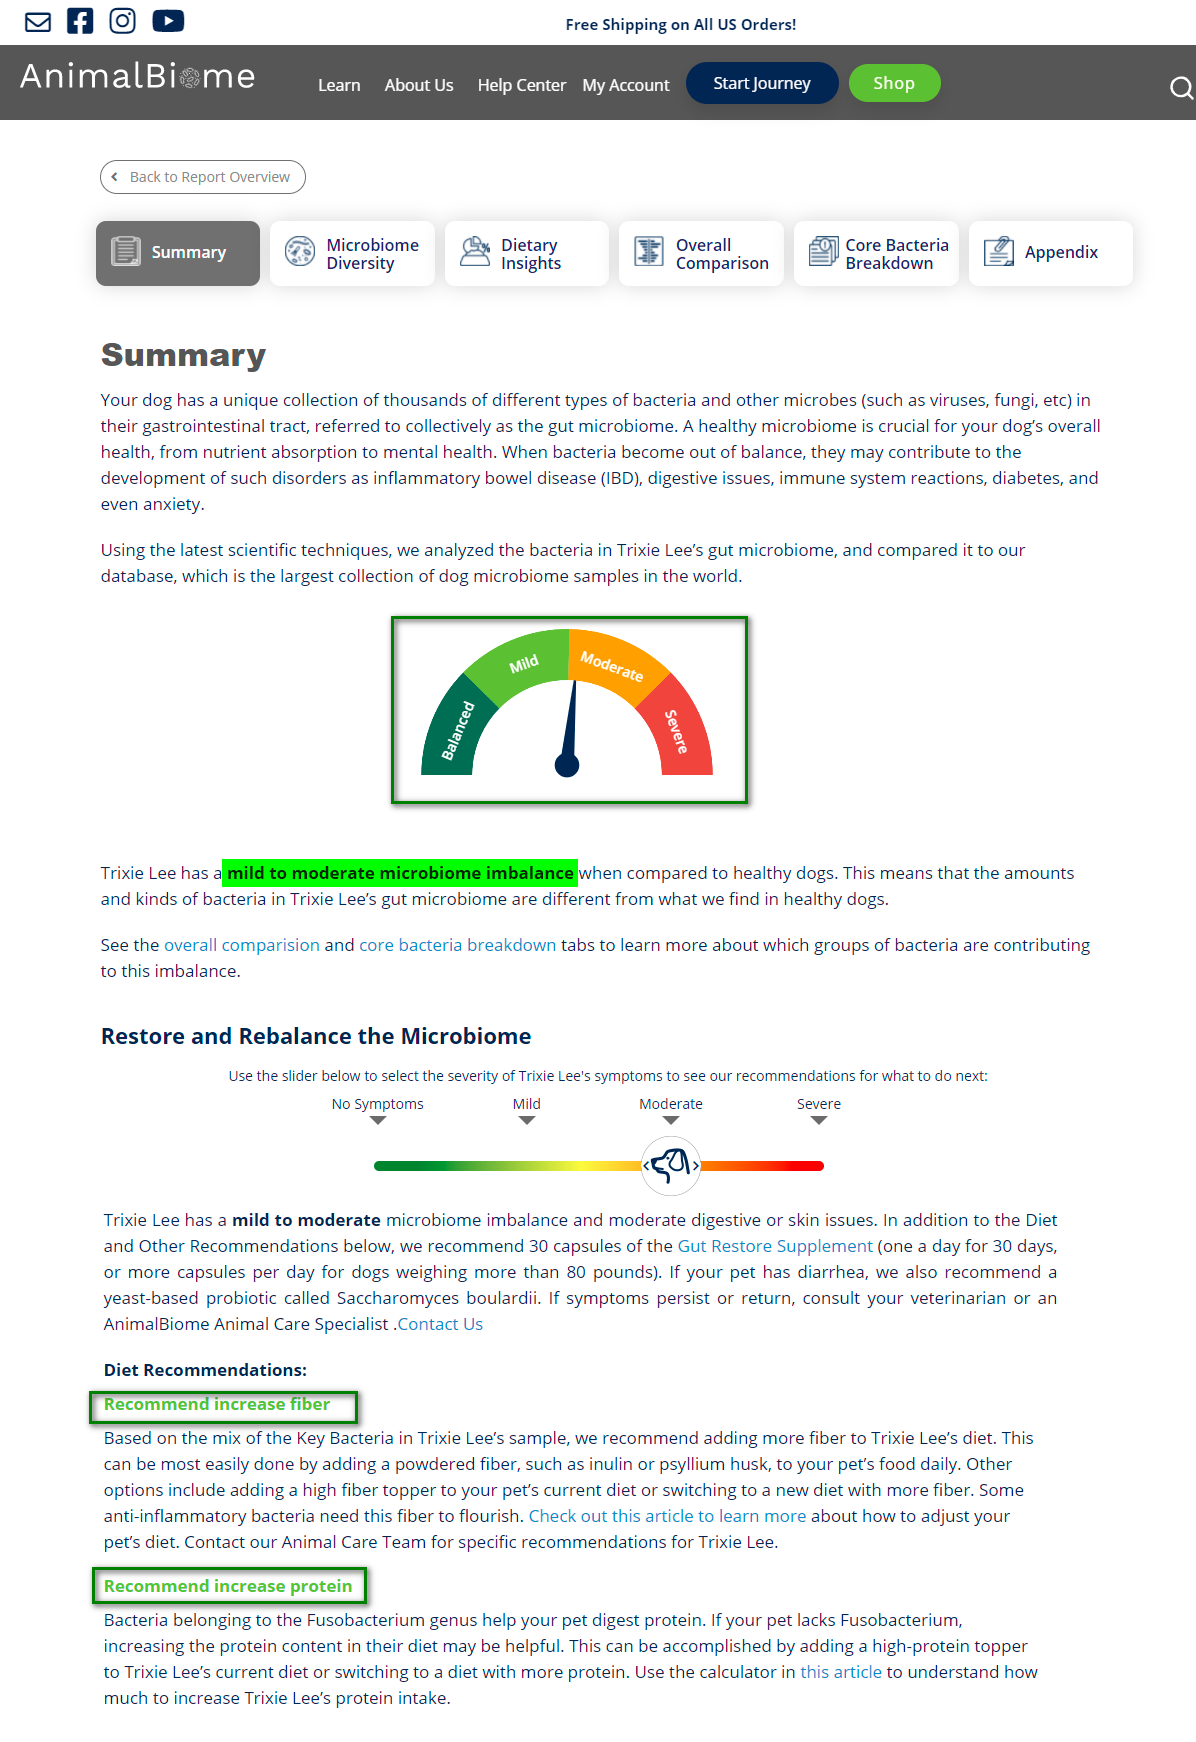 Free Shipping on All US Orders!
AnimalBiome
Learn About Us Help Center My Account Start Journey Shop
Back to Report Overview
Summary
Microbiome
Diversity
Dietary
Insights
Overall
Comparison
Core Bacteria
Breakdown
Appendix
Summary
Your dog has a unique collection of thousands of different types of bacteria and other microbes (such as viruses, fungi, etc) in
their gastrointestinal tract, referred to collectively as the gut microbiome. A healthy microbiome is crucial for your dog’s overall
health, from nutrient absorption to mental health. When bacteria become out of balance, they may contribute to the
development of such disorders as inflammatory bowel disease (IBD), digestive issues, immune system reactions, diabetes, and
even anxiety.
Using the latest scientific techniques, we analyzed the bacteria in Trixie Lee’s gut microbiome, and compared it to our
database, which is the largest collection of dog microbiome samples in the world.
Balanced
Mild
Moderate
Severe
Trixie Lee has a mild to moderate microbiome imbalance when compared to healthy dogs. This means that the amounts
and kinds of bacteria in Trixie Lee’s gut microbiome are different from what we find in healthy dogs.
See the overall comparision and core bacteria breakdown tabs to learn more about which groups of bacteria are contributing
to this imbalance.
Restore and Rebalance the Microbiome
Use the slider below to select the severity of Trixie Lee's symptoms to see our recommendations for what to do next:
No Symptoms Mild Moderate Severe
Trixie Lee has a mild to moderate microbiome imbalance and moderate digestive or skin issues. In addition to the Diet
and Other Recommendations below, we recommend 30 capsules of the Gut Restore Supplement (one a day for 30 days,
or more capsules per day for dogs weighing more than 80 pounds). If your pet has diarrhea, we also recommend a
yeast-based probiotic called Saccharomyces boulardii. If symptoms persist or return, consult your veterinarian or an
AnimalBiome Animal Care Specialist .Contact Us
Diet Recommendations:
Recommend increase fiber
Based on the mix of the Key Bacteria in Trixie Lee’s sample, we recommend adding more fiber to Trixie Lee’s diet. This
can be most easily done by adding a powdered fiber, such as inulin or psyllium husk, to your pet’s food daily. Other
options include adding a high fiber topper to your pet’s current diet or switching to a new diet with more fiber. Some
anti-inflammatory bacteria need this fiber to flourish. Check out this article to learn more about how to adjust your
pet’s diet. Contact our Animal Care Team for specific recommendations for Trixie Lee.
Recommend increase protein
Bacteria belonging to the Fusobacterium genus help your pet digest protein. If your pet lacks Fusobacterium,
increasing the protein content in their diet may be helpful. This can be accomplished by adding a high-protein topper
to Trixie Lee’s current diet or switching to a diet with more protein. Use the calculator in this article to understand how
much to increase Trixie Lee’s protein intake.